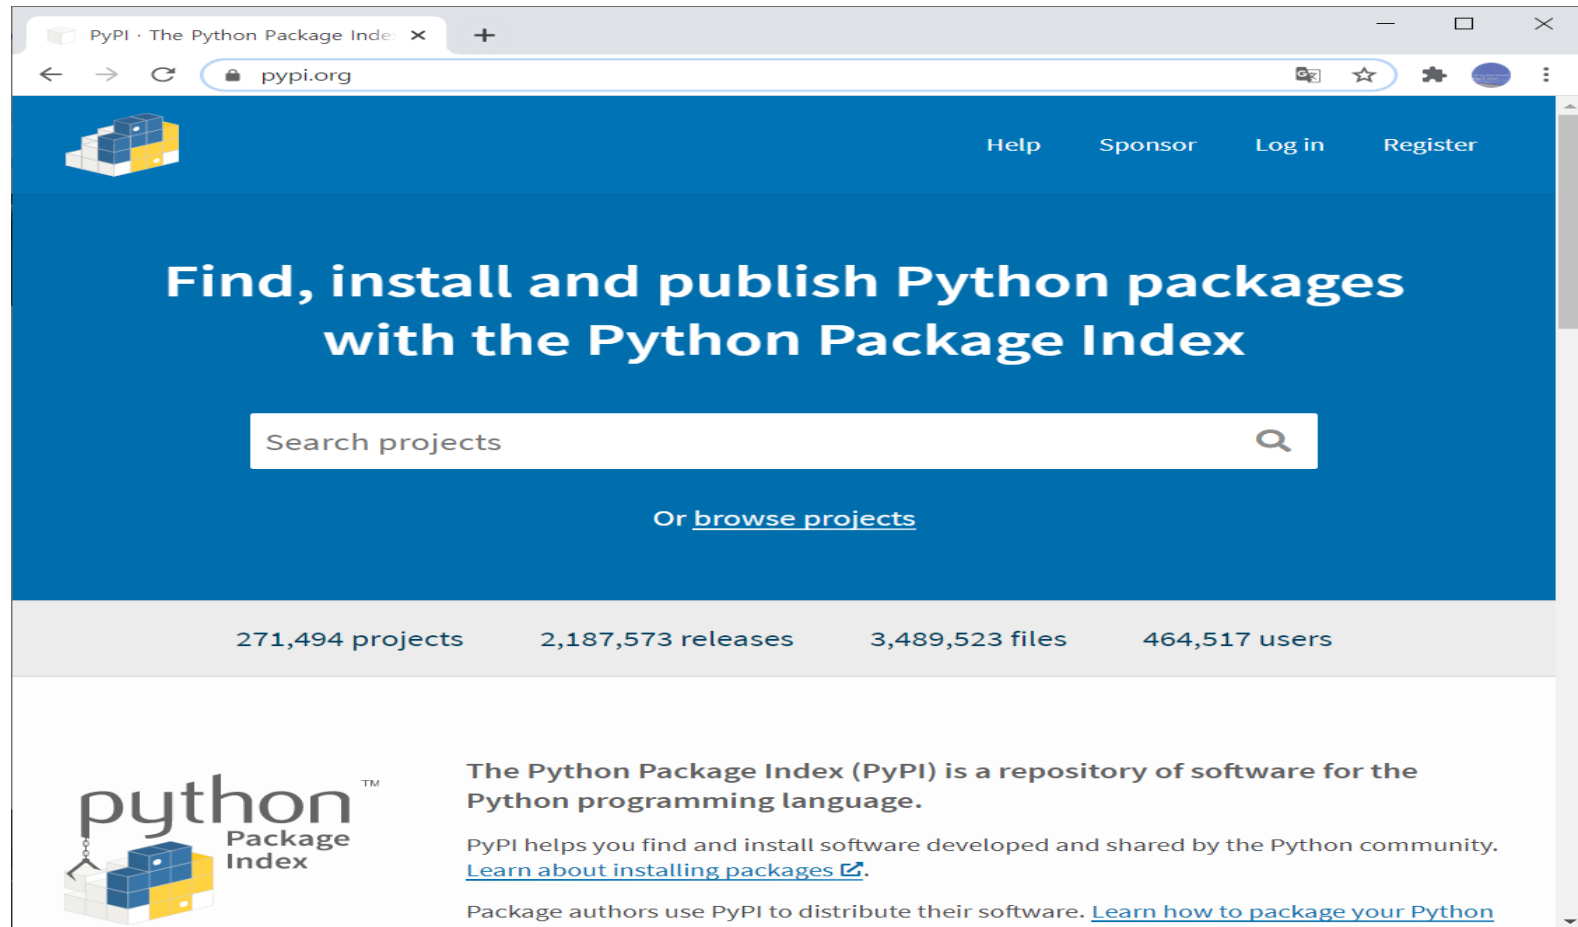 PyPI · The Python Package Inde
pypi.org
Help Sponsor Log in Register
Find, install and publish Python packages
with the Python Package Index
Search projects
Or browse projects
271,494 projects 2,187,573 releases 3,489,523 files 464,517 users
python™
Package
Index
The Python Package Index (PyPI) is a repository of software for the
Python programming language.
PyPI helps you find and install software developed and shared by the Python community.
Learn about installing packages.
Package authors use PyPI to distribute their software. Learn how to package your Python